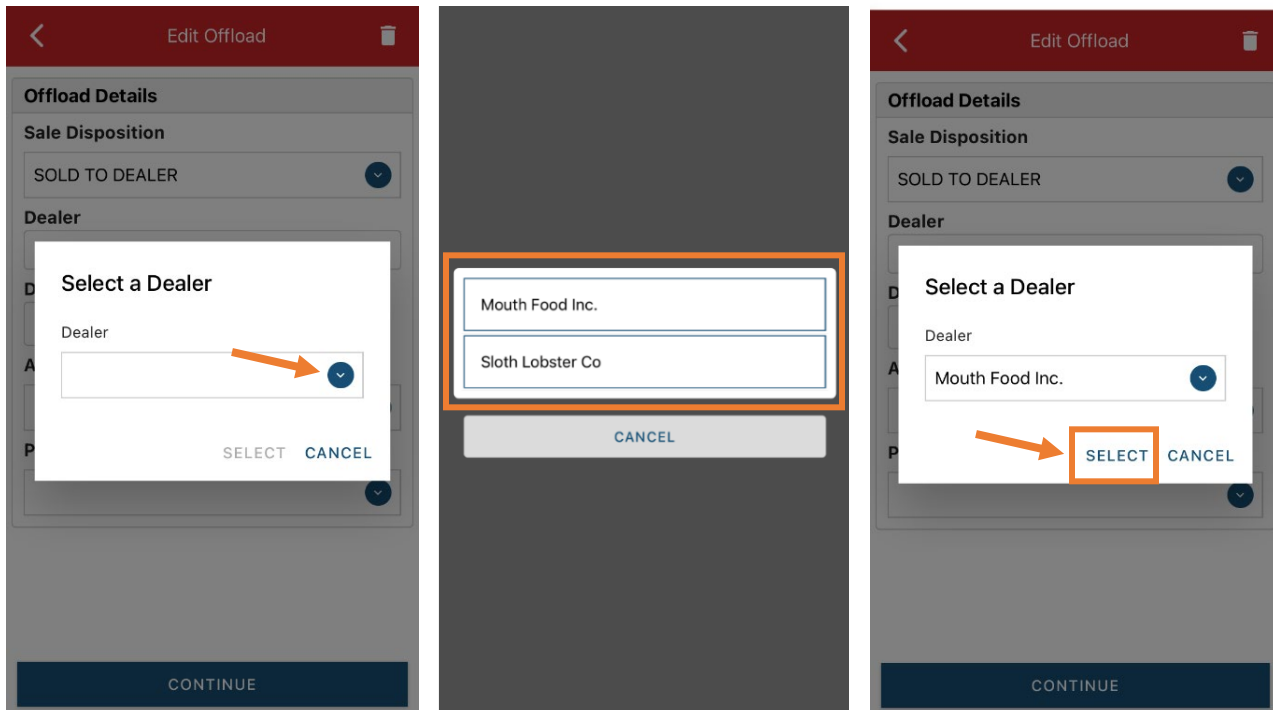 Edit Offload
Offload Details
Sale Disposition
SOLD TO DEALER
Dealer
D
Select a Dealer
Dealer
A
P
SELECT CANCEL
CONTINUE
Mouth Food Inc.
Sloth Lobster Co
CANCEL
Edit Offload
Offload Details
Sale Disposition
SOLD TO DEALER
Dealer
D
Select a Dealer
Dealer
A
Mouth Food Inc.
P
SELECT CANCEL
CONTINUE